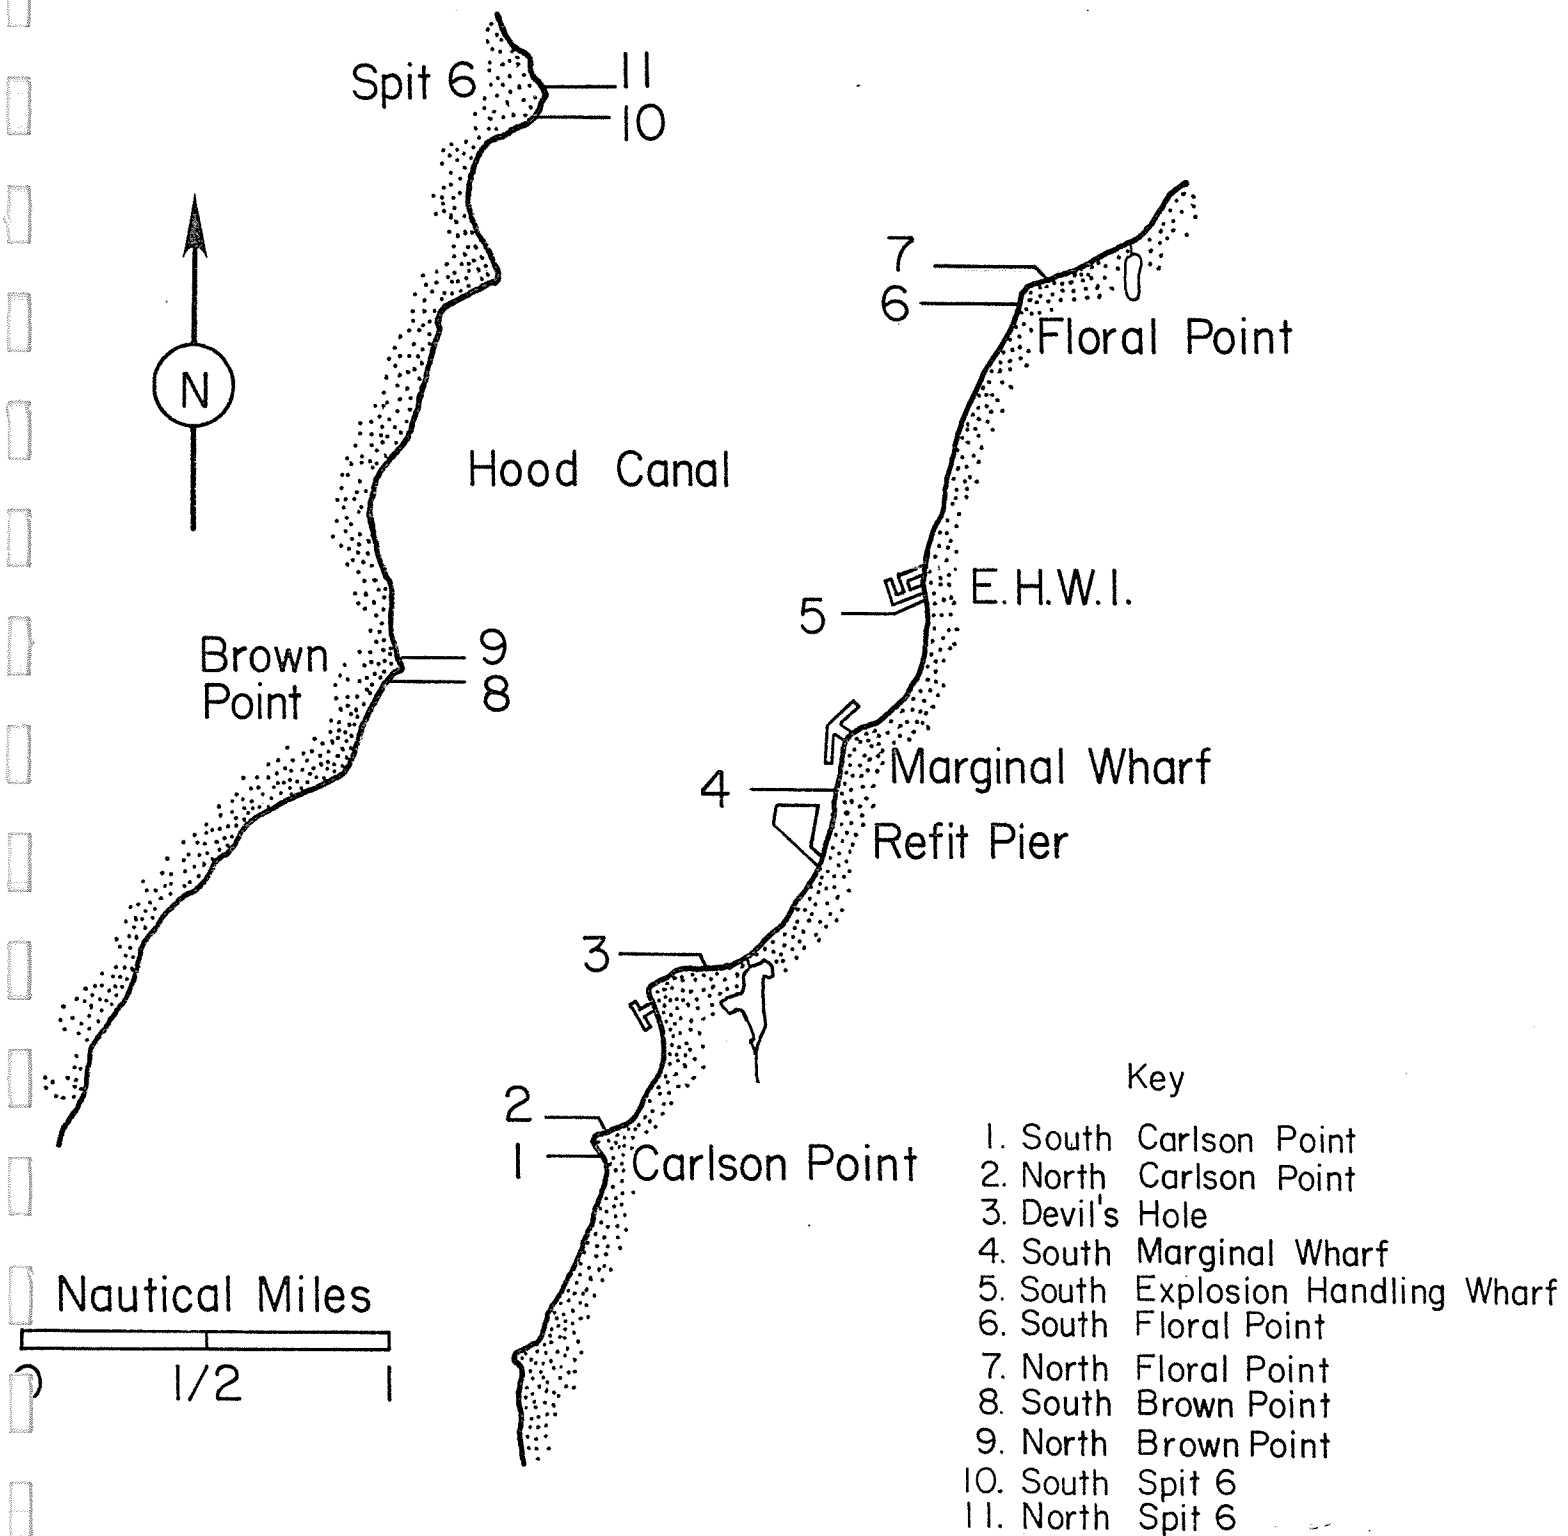 Spit 6
11
10
7
6
Floral Point
N
Hood Canal
E.H.W.I.
5
Brown
Point
9
8
Marginal Wharf
4
Refit Pier
3
2
1
Carlson Point
Key
1. South Carlson Point
2. North Carlson Point
3. Devil's Hole
4. South Marginal Wharf
5. South Explosion Handling Wharf
6. South Floral Point
7. North Floral Point
8. South Brown Point
9. North Brown Point
10. South Spit 6
11. North Spit 6
Nautical Miles
0 1/2 1